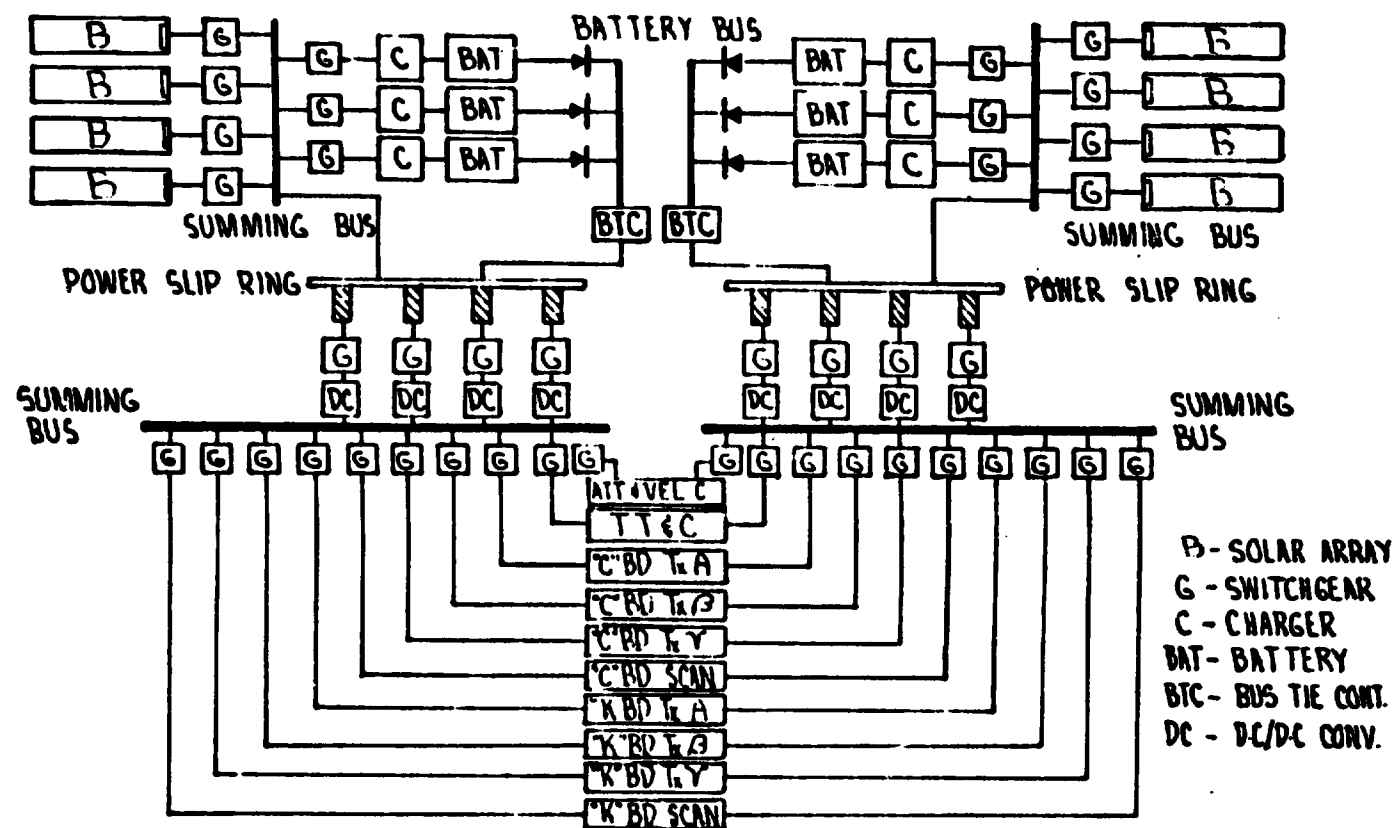 BATTERY BUS
B G G C BAT BAT C G G B
B G G C BAT BAT C G G B
B G G C BAT BAT C G G B
B G G B
SUMMING BUS BTC BTC SUMMING BUS
POWER SLIP RING POWER SLIP RING
G G G G G G G G
DC DC DC DC DC DC DC DC
SUMMING BUS
SUMMING BUS
G G G G G G G G G G G G G G G G G G G G
ATT & VEL C
T T & C
"C" BD Tx A
"C" BD Tx B
"C" BD Tx γ
"C" BD SCAN
"K BD Tx A
"K" BD Tx B
"K" BD Tx γ
"K" BD SCAN
B - SOLAR ARRAY
G - SWITCHGEAR
C - CHARGER
BAT - BATTERY
BTC - BUS TIE CONT.
DC - DC/DC CONV.